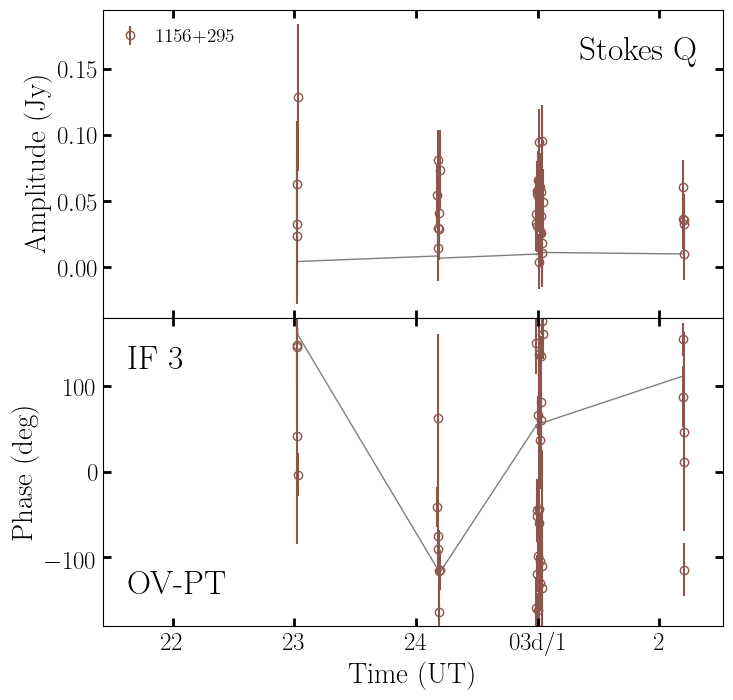 1156+295
Stokes Q
0.15
0.10
0.05
0.00
Amplitude (Jy)
IF 3
100
0
−100
Phase (deg)
OV-PT
22 23 24 03d/1 2
Time (UT)